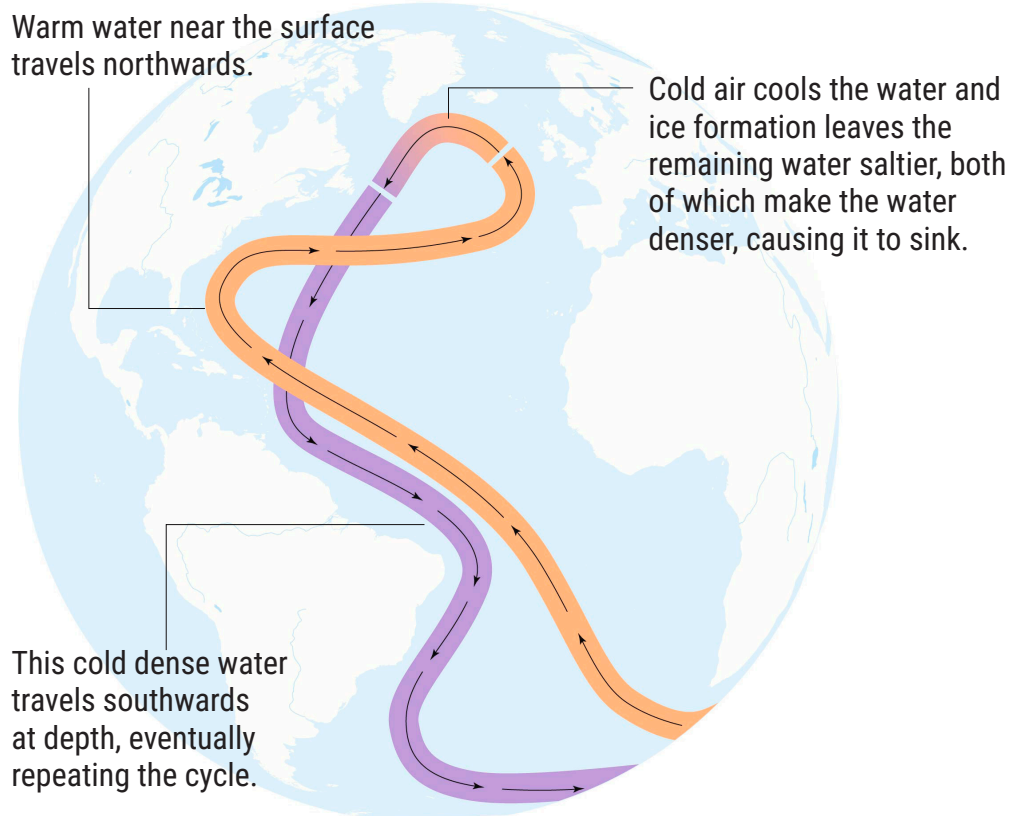 Warm water near the surface
travels northwards.
Cold air cools the water and
ice formation leaves the
remaining water saltier, both
of which make the water
denser, causing it to sink.
This cold dense water
travels southwards
at depth, eventually
repeating the cycle.